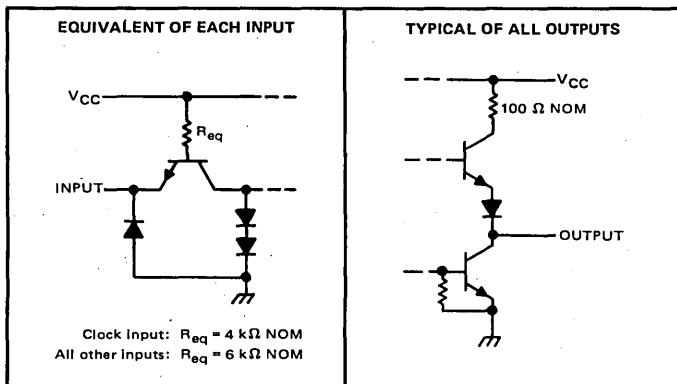 EQUIVALENT OF EACH INPUT
VCC
Req
INPUT
Clock input: Req = 4 kΩ NOM
All other inputs: Req = 6 kΩ NOM
TYPICAL OF ALL OUTPUTS
VCC
100 Ω NOM
OUTPUT